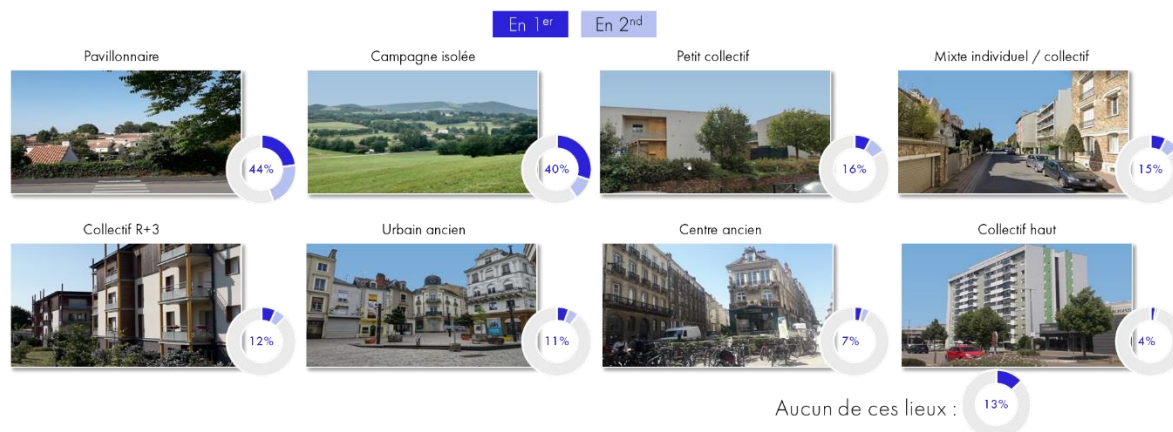 En 1er En 2nd
Pavillonnaire Campagne isolée Petit collectif Mixte individuel / collectif
44% 40% 16% 15%
Collectif R+3 Urbain ancien Centre ancien Collectif haut
12% 11% 7% 4%
Aucun de ces lieux : 13%